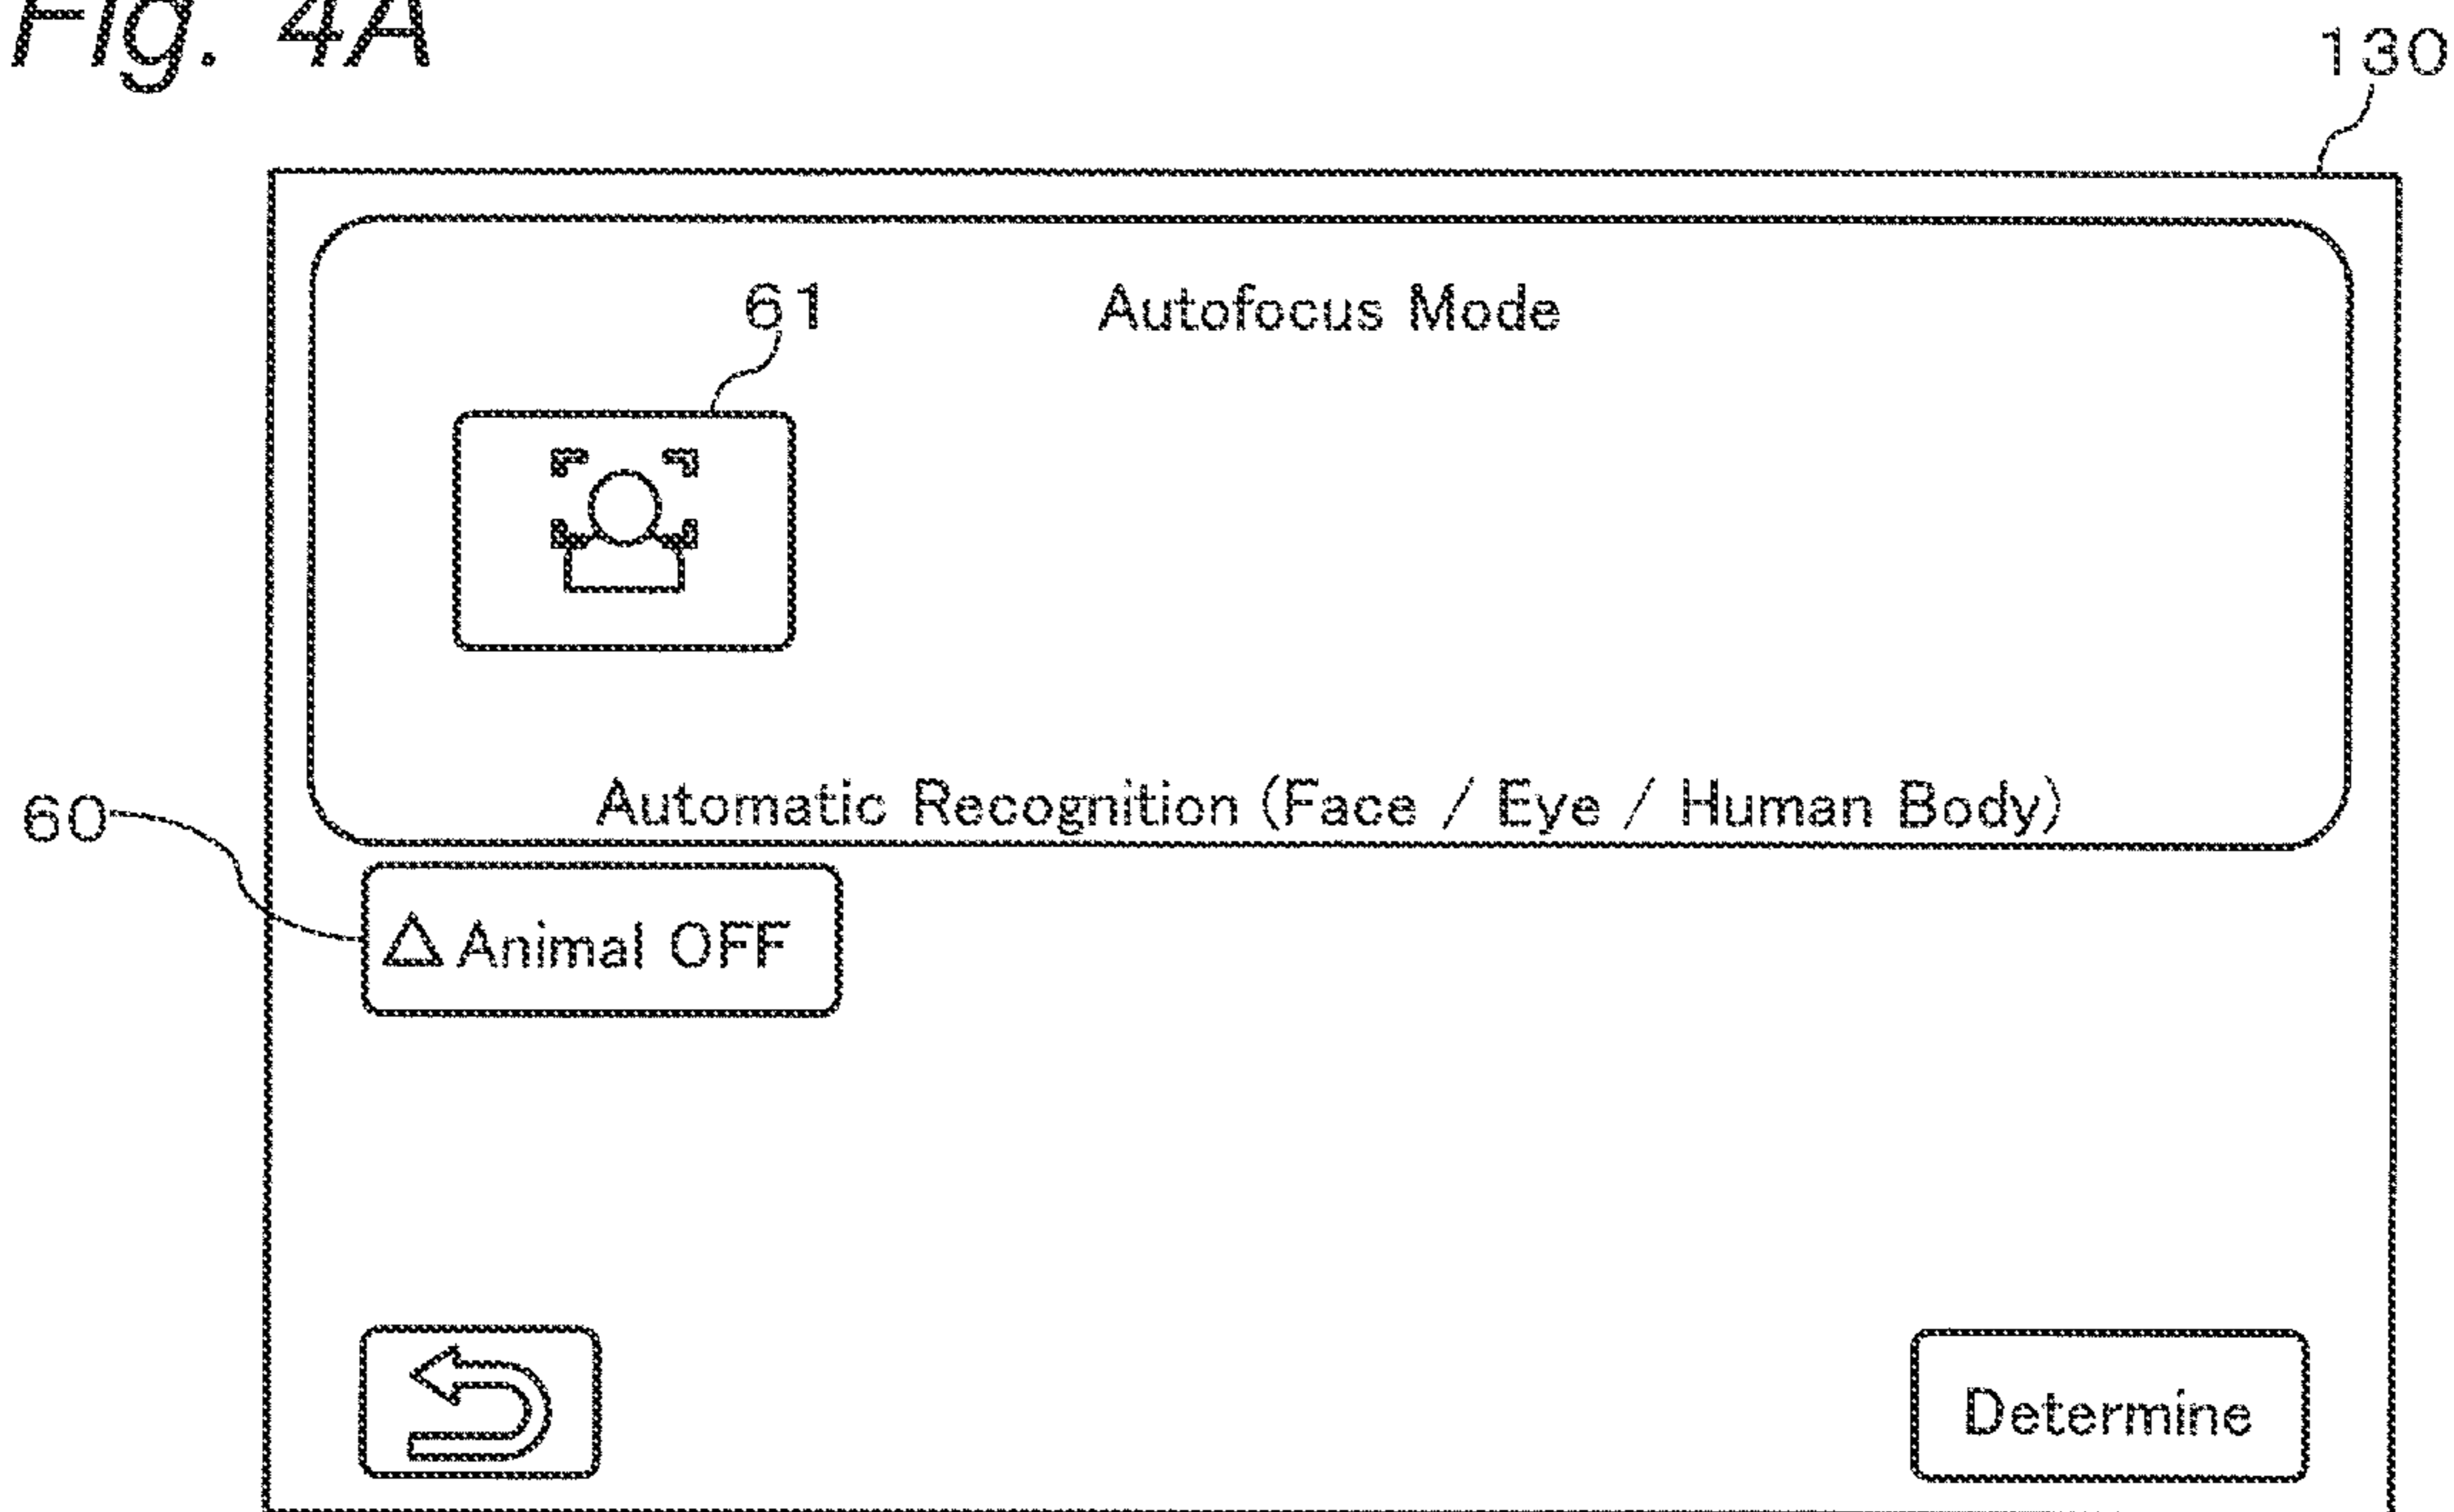 Fig. 4A
130
61
Autofocus Mode
Automatic Recognition (Face / Eye / Human Body)
60
△ Animal OFF
Determine